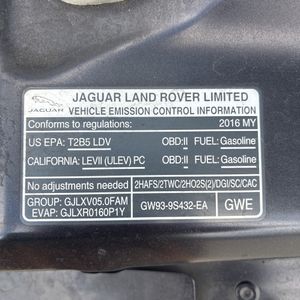 JAGUAR
JAGUAR LAND ROVER LIMITED
VEHICLE EMISSION CONTROL INFORMATION
Conforms to regulations: 2016 MY
US EPA: T2B5 LDV OBD:II FUEL: Gasoline
CALIFORNIA: LEVII (ULEV) PC OBD:II FUEL: Gasoline
No adjustments needed 2HAFS/2TWC/2HO2S(2)/DGI/SC/CAC
Group: GJLXV05.0FAM
EVAP: GJLXR0160P1Y
GW93-9S432-EA GWE